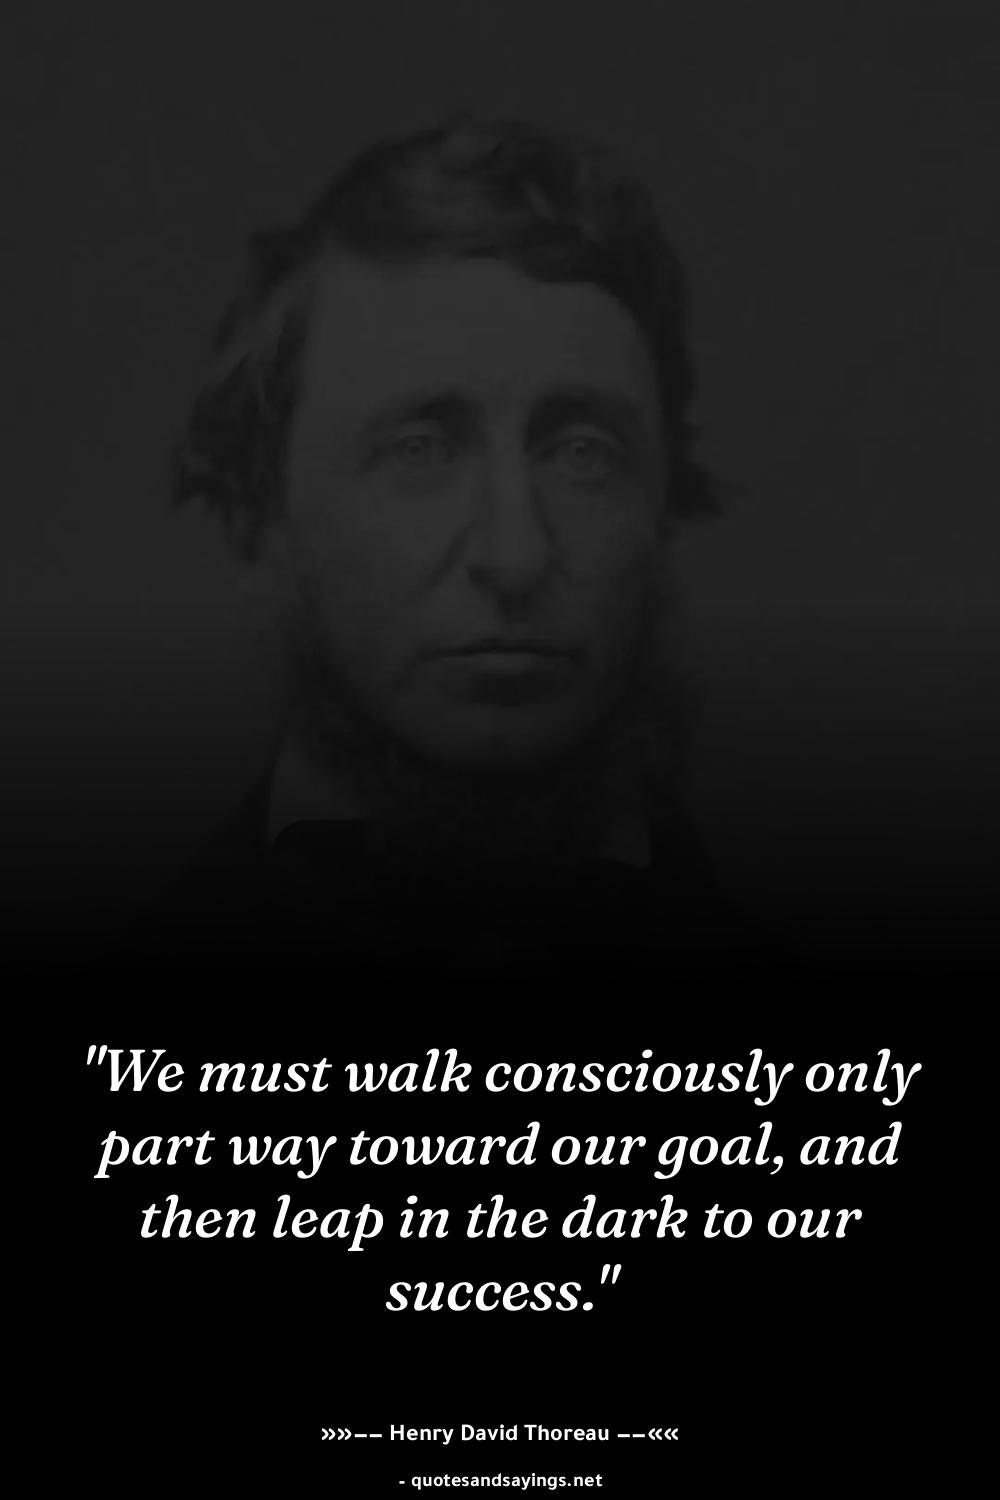 "We must walk consciously only
part way toward our goal, and
then leap in the dark to our
success."
»»–– Henry David Thoreau ––««
- quotesandsayings.net